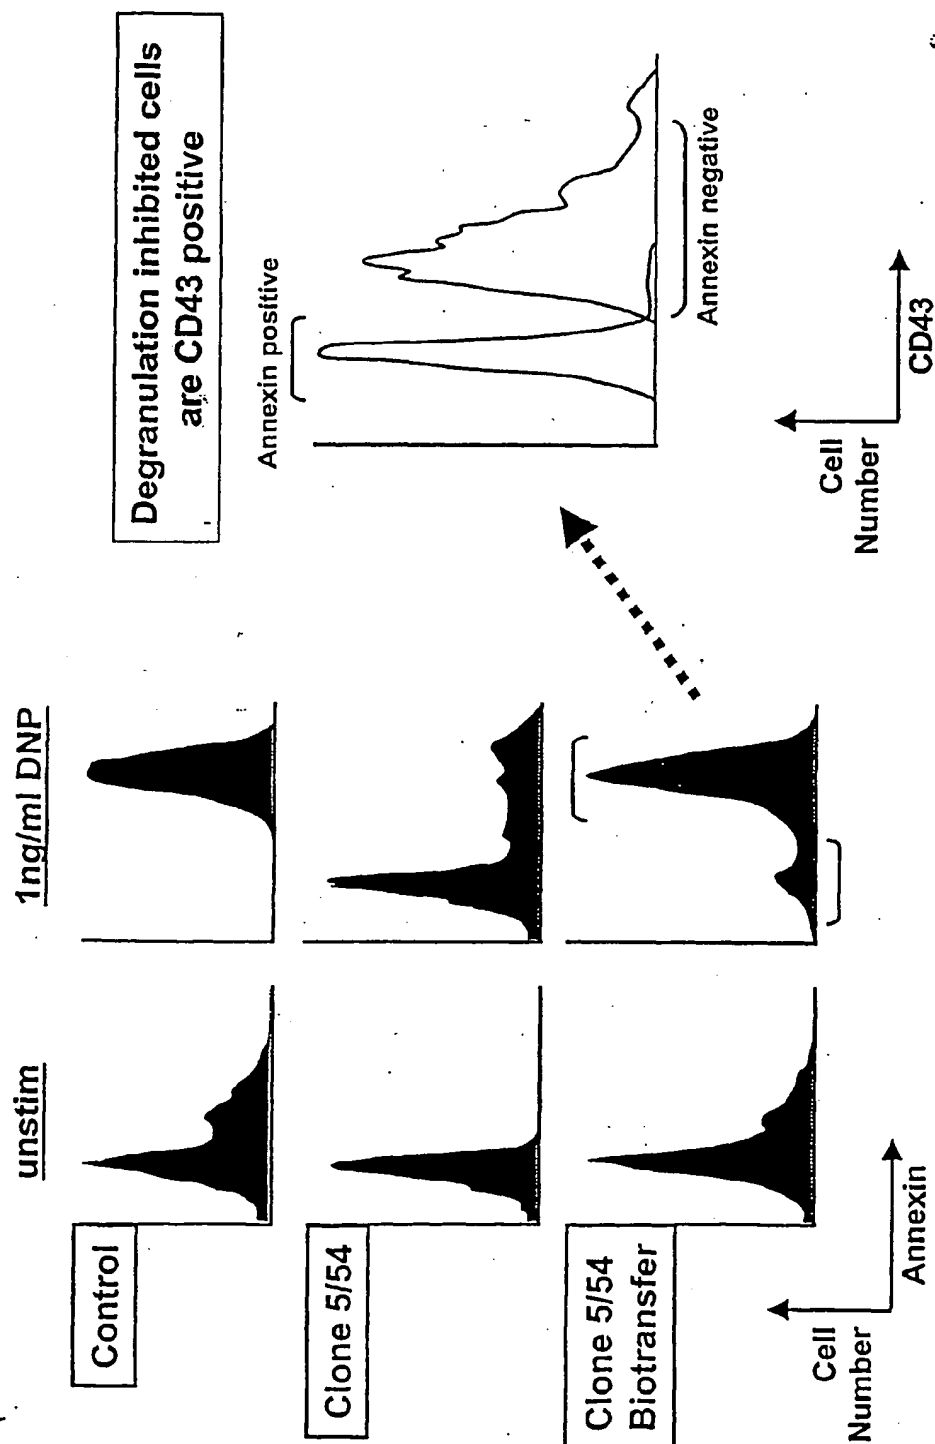 unstim
1ng/ml DNP
Control
Clone 5/54
Clone 5/54
Biotransfer
Cell
Number
Annexin
Degranulation inhibited cells
are CD43 positive
Annexin positive
Annexin negative
Cell
Number
CD43